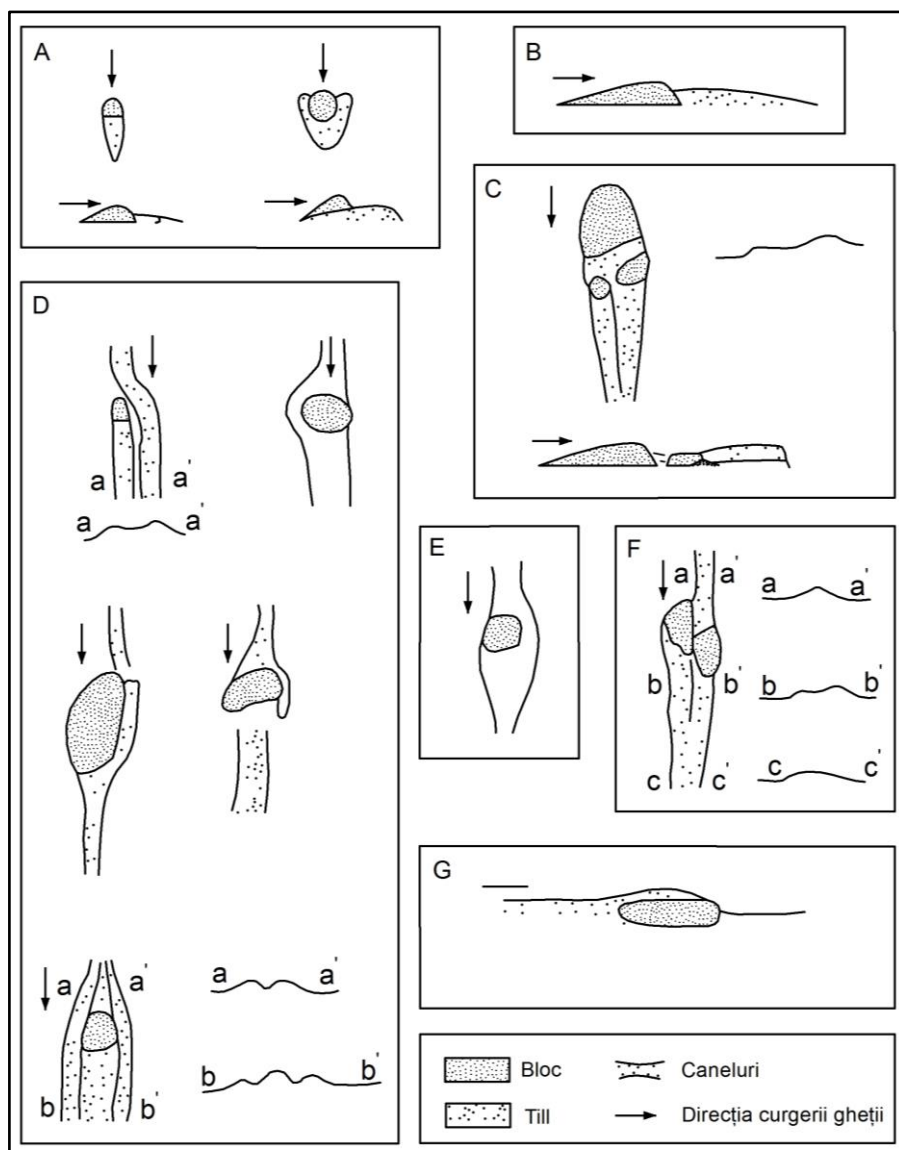 A
B
C
D
a a'
a a'
E
F
a a' a a'
b b' b b'
c c' c c'
G
a a' a a'
b b' b b'
Bloc Caneluri
Till Direcția curgerii gheții